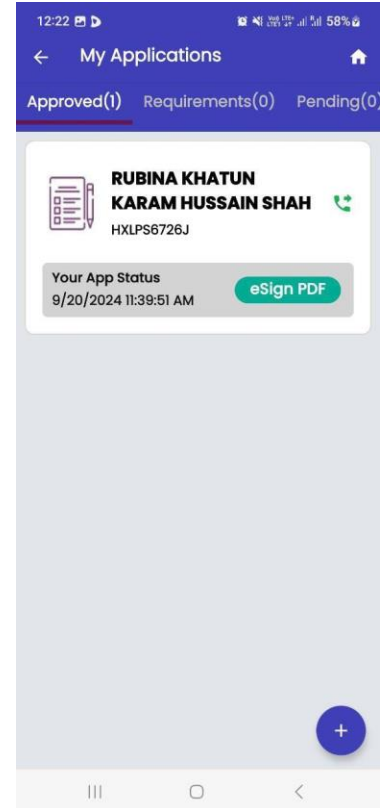 12:22 58%
My Applications
Approved(1) Requirements(0) Pending(0)
RUBINA KHATUN
KARAM HUSSAIN SHAH
HXLPS6726J
Your App Status
9/20/2024 11:39:51 AM
eSign PDF
+